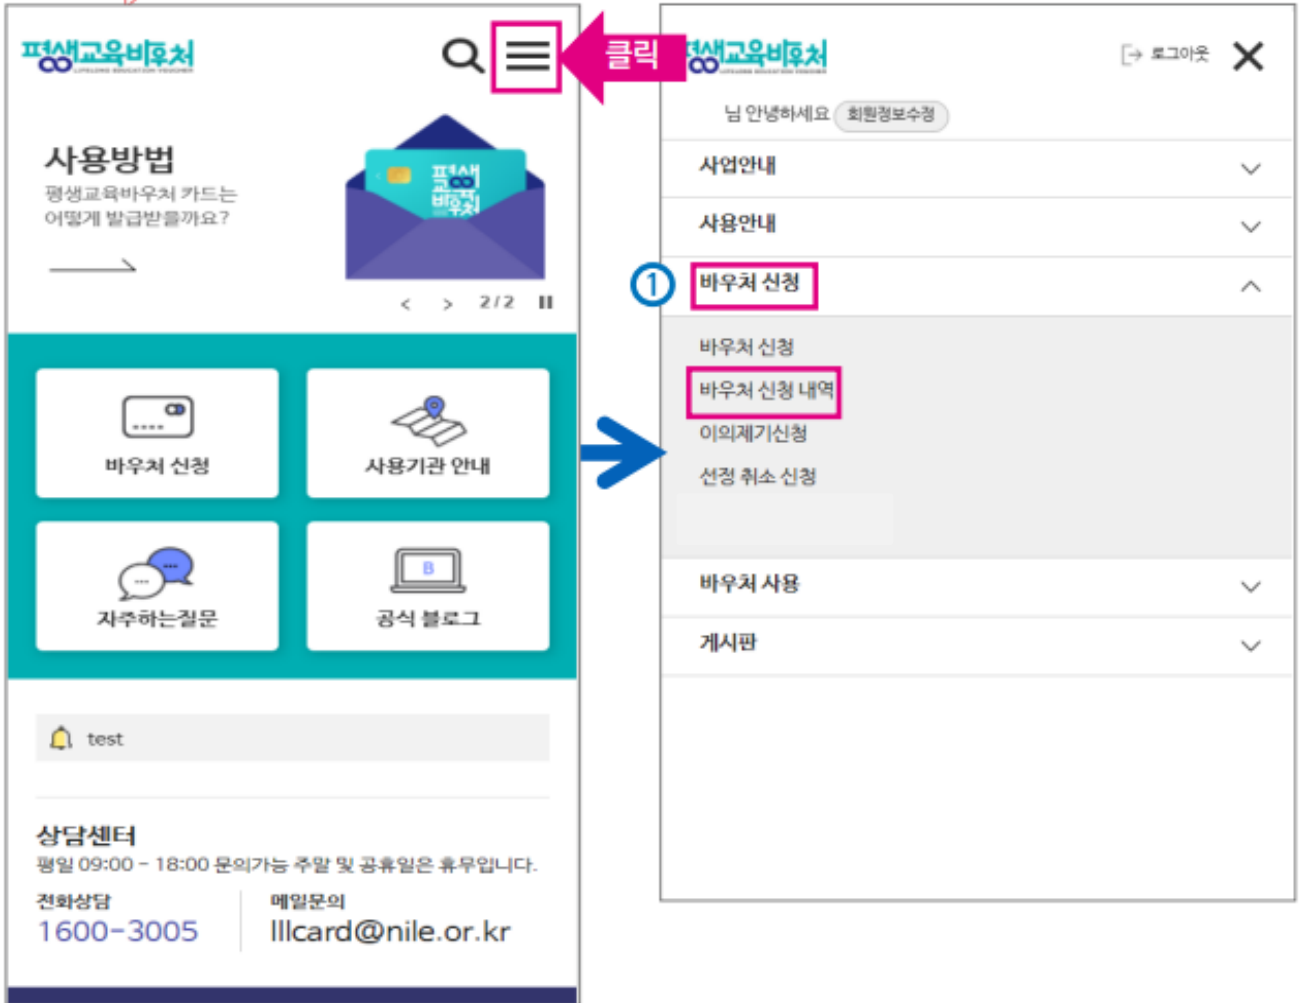 평생교육바우처
클릭
사용방법
평생교육바우처 카드는
어떻게 발급받을까요?
평생
교육
바우처
< > 2/2
바우처 신청
사용기관 안내
자주하는질문
B
공식 블로그
test
상담센터
평일 09:00 - 18:00 문의가능 주말 및 공휴일은 휴무입니다.
전화상담
1600-3005
메일문의
lllcard@nile.or.kr
평생교육바우처
로그아웃
님 안녕하세요 회원정보수정
사업안내
사용안내
① 바우처 신청
바우처 신청
바우처 신청 내역
이의제기신청
선정 취소 신청
바우처 사용
게시판